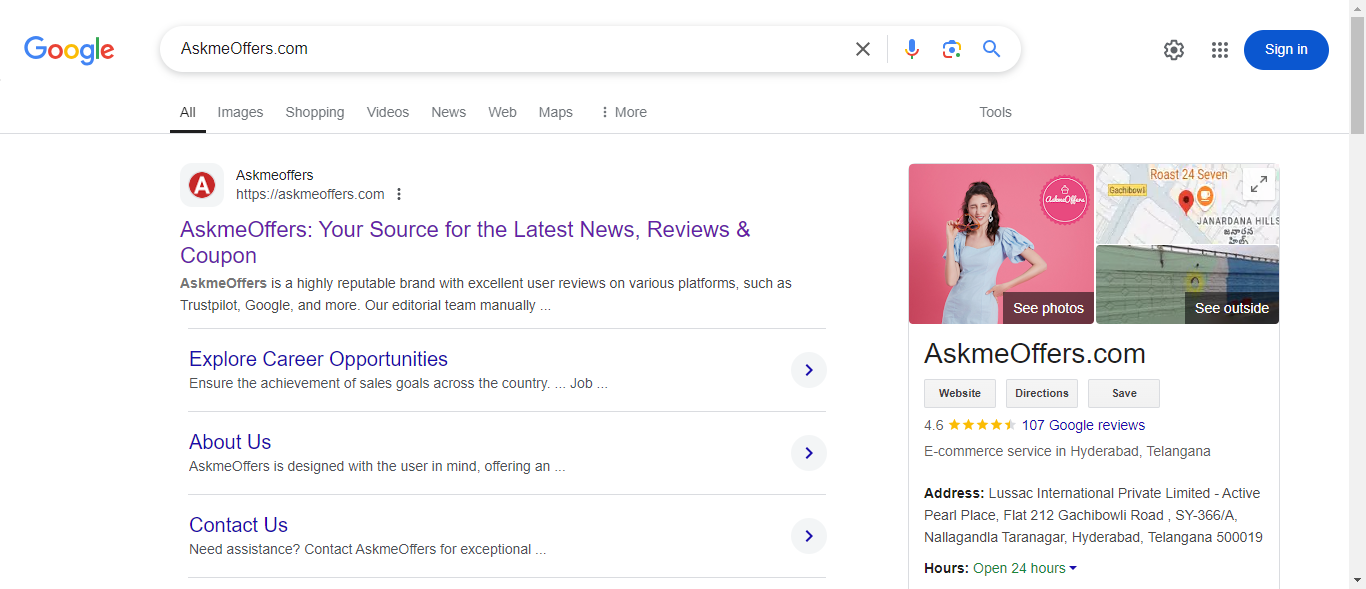 Google
AskmeOffers.com
Sign in
All Images Shopping Videos News Web Maps More Tools
Askmeoffers
https://askmeoffers.com
AskmeOffers: Your Source for the Latest News, Reviews &
Coupon
AskmeOffers is a highly reputable brand with excellent user reviews on various platforms, such as
Trustpilot, Google, and more. Our editorial team manually ...
Explore Career Opportunities
Ensure the achievement of sales goals across the country. ... Job ...
About Us
AskmeOffers is designed with the user in mind, offering an ...
Contact Us
Need assistance? Contact AskmeOffers for exceptional ...
AskmeOffers
See photos
Roast 24 Seven
Gachibowli
JANARDANA HILLS
జనార్దన
హిల్స్
See outside
AskmeOffers.com
Website Directions Save
4.6 107 Google reviews
E-commerce service in Hyderabad, Telangana
Address: Lussac International Private Limited - Active
Pearl Place, Flat 212 Gachibowli Road , SY-366/A,
Nallagandla Taranagar, Hyderabad, Telangana 500019
Hours: Open 24 hours